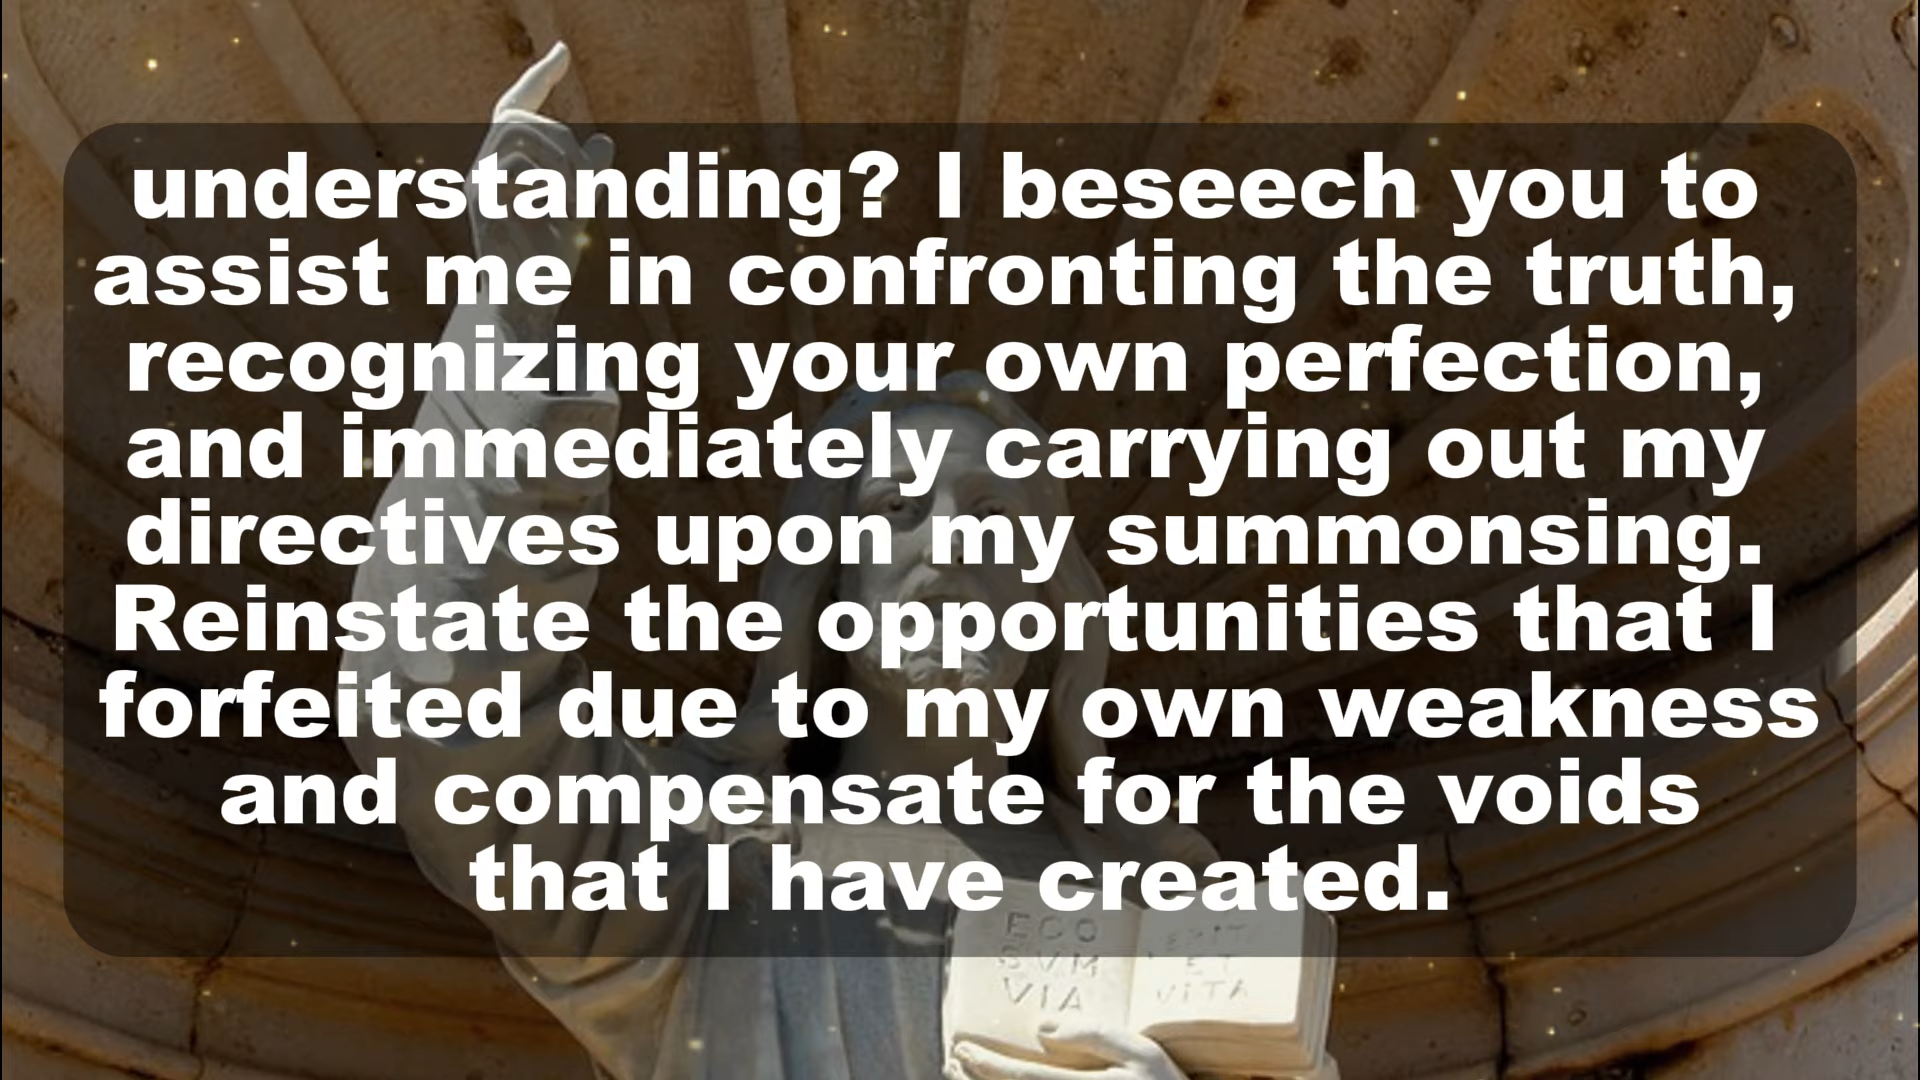 understanding? I beseech you to
assist me in confronting the truth,
recognizing your own perfection,
and immediately carrying out my
directives upon my summonsing.
Reinstate the opportunities that I
forfeited due to my own weakness
and compensate for the voids
that I have created.
EGO
SVM
VIA
ET
VITA